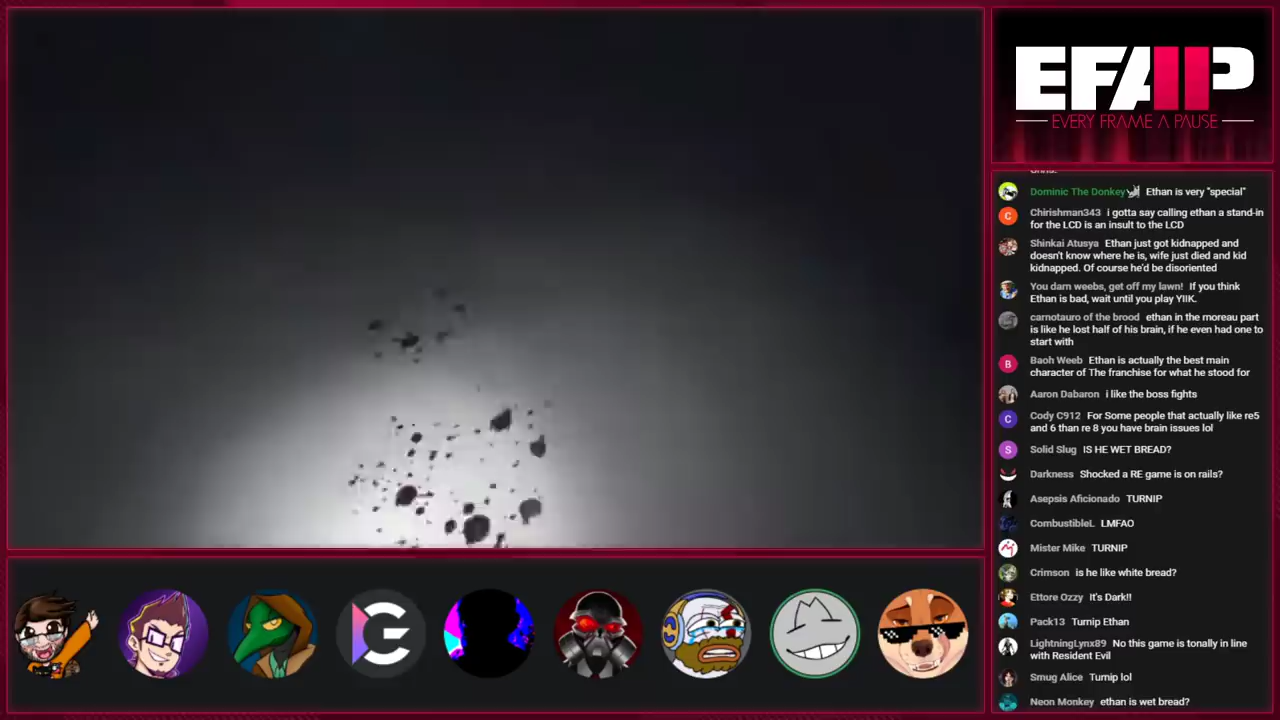 EFAP
EVERY FRAME A PAUSE
Chris.
Dominic The Donkey Ethan is very "special"
Chirishman343 i gotta say calling ethan a stand-in
for the LCD is an insult to the LCD
Shinkai Atusya Ethan just got kidnapped and
doesn't know where he is, wife just died and kid
kidnapped. Of course he'd be disoriented
You darn weebs, get off my lawn! If you think
Ethan is bad, wait until you play YIIK.
carnotauro of the brood ethan in the moreau part
is like he lost half of his brain, if he even had one to
start with
Baoh Weeb Ethan is actually the best main
character of The franchise for what he stood for
Aaron Dabaron i like the boss fights
Cody C912 For Some people that actually like re5
and 6 than re 8 you have brain issues lol
Solid Slug IS HE WET BREAD?
Darkness Shocked a RE game is on rails?
Asepsis Aficionado TURNIP
CombustibleL LMFAO
Mister Mike TURNIP
Crimson is he like white bread?
Ettore Ozzy It's Dark!!
Pack13 Turnip Ethan
LightningLynx89 No this game is tonally in line
with Resident Evil
Smug Alice Turnip lol
Neon Monkey ethan is wet bread?